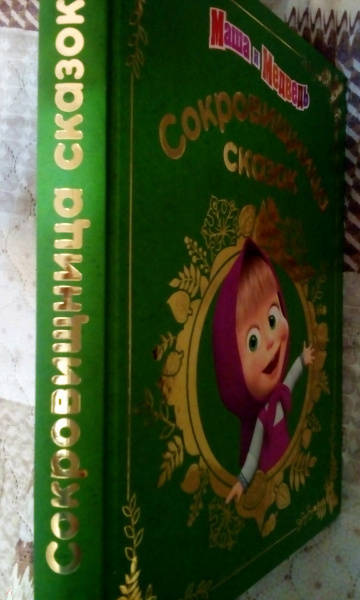 Сокровищница сказок
Маша и Медведь
Сокровищница
сказок